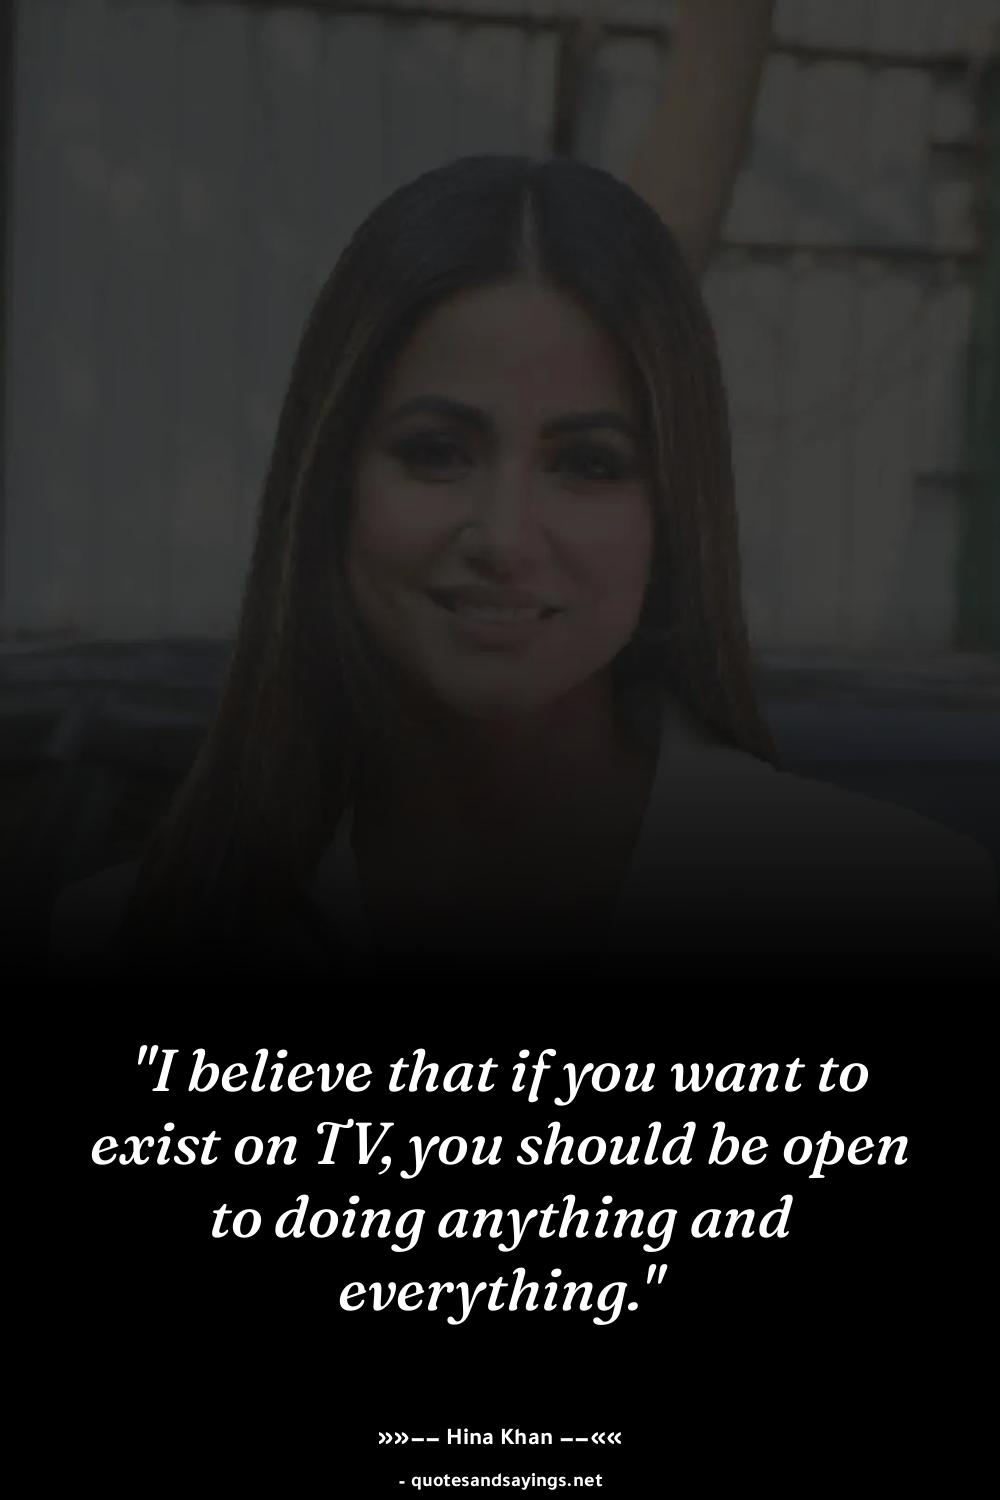 "I believe that if you want to
exist on TV, you should be open
to doing anything and
everything."
»»–– Hina Khan ––««
- quotesandsayings.net